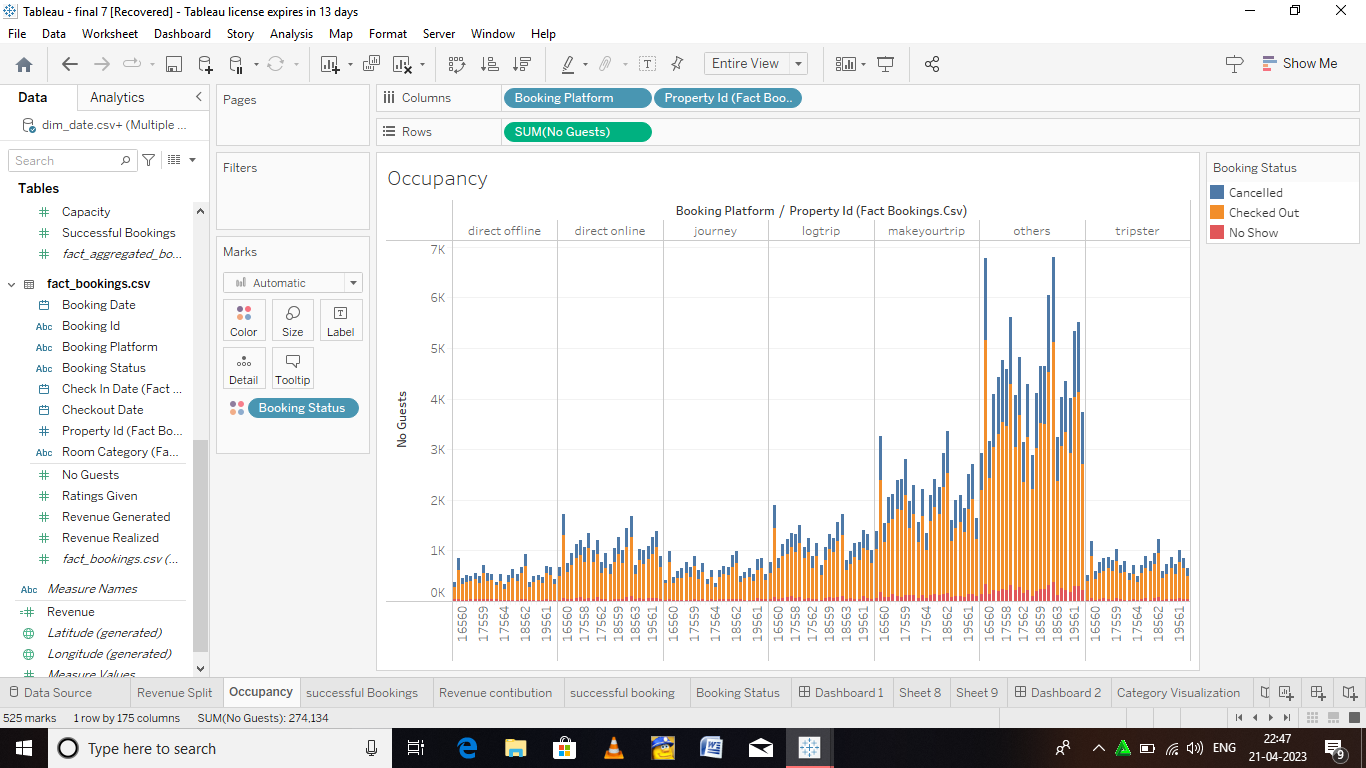 Tableau - final 7 [Recovered] - Tableau license expires in 13 days
File Data Worksheet Dashboard Story Analysis Map Format Server Window Help
Entire View
Show Me
Data Analytics
dim_date.csv+ (Multiple ...
Search
Tables
Capacity
Successful Bookings
fact_aggregated_bo...
fact_bookings.csv
Booking Date
Abc Booking Id
Abc Booking Platform
Abc Booking Status
Check In Date (Fact ...
Checkout Date
Property Id (Fact Bo...
Abc Room Category (Fa...
No Guests
Ratings Given
Revenue Generated
Revenue Realized
fact_bookings.csv (...
Abc Measure Names
Revenue
Latitude (generated)
Longitude (generated)
Measure Values
Pages
Filters
Marks
Automatic
Color Size Label
Detail Tooltip
Booking Status
Columns Booking Platform Property Id (Fact Boo..
Rows SUM(No Guests)
Occupancy
Booking Platform / Property Id (Fact Bookings.Csv)
direct offline direct online journey logtrip makeyourtrip others tripster
7K
6K
5K
4K
3K
2K
1K
0K
No Guests
16560 17559 17564 18562 19561 16560 17558 17562 18559 18563 19561 16560 17559 17564 18562 19561 16560 17558 17562 18559 18563 19561 16560 17559 17564 18562 19561 16560 17558 17562 18559 18563 19561 16560 17559 17564 18562 19561
Booking Status
Cancelled
Checked Out
No Show
Data Source Revenue Split Occupancy successful Bookings Revenue contibution successful booking Booking Status Dashboard 1 Sheet 8 Sheet 9 Dashboard 2 Category Visualization
525 marks 1 row by 175 columns SUM(No Guests): 274,134
Type here to search
ENG
22:47
21-04-2023
9